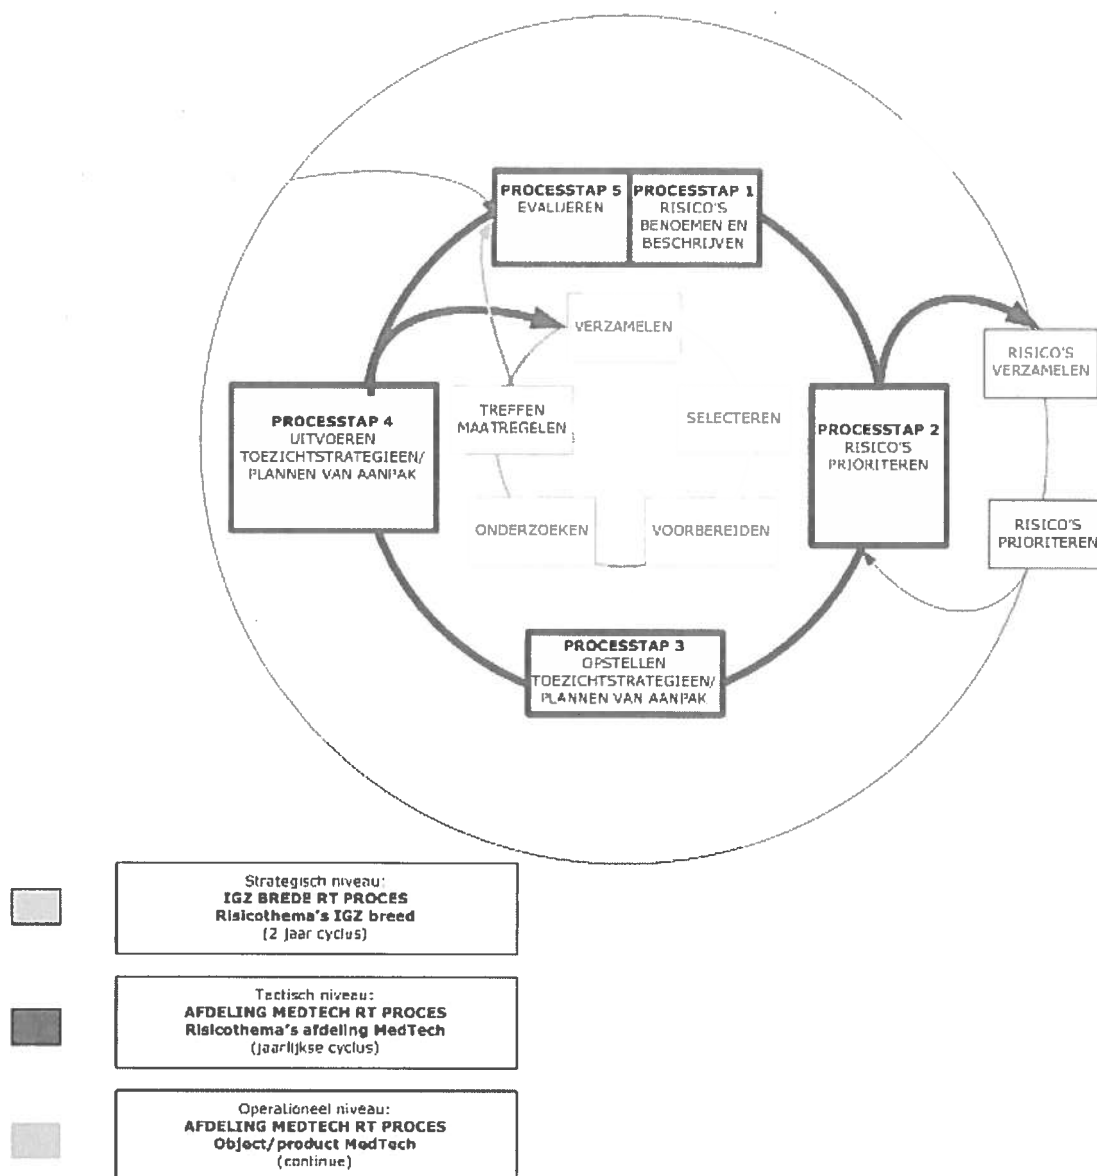 PROCESSTAP 5
EVALUEREN
PROCESSTAP 1
RISICO'S
BENOEMEN EN
BESCHRIJVEN
VERZAMELEN
RISICO'S
VERZAMELEN
PROCESSTAP 4
UITVOEREN
TOEZICHTSTRATEGIEEN/
PLANNEN VAN AANPAK
TREFFEN
MAATREGELEN
SELECTEREN
PROCESSTAP 2
RISICO'S
PRIORITEREN
ONDERZOEKEN
VOORBEREIDEN
RISICO'S
PRIORITEREN
PROCESSTAP 3
OPSTELLEN
TOEZICHTSTRATEGIEEN/
PLANNEN VAN AANPAK
Strategisch niveau:
IGZ BREDE RT PROCES
Risicothema's IGZ breed
(2 jaar cyclus)
Tactisch niveau:
AFDELING MEDTECH RT PROCES
Risicothema's afdeling MedTech
(jaarlijkse cyclus)
Operationeel niveau:
AFDELING MEDTECH RT PROCES
Object/product MedTech
(continue)